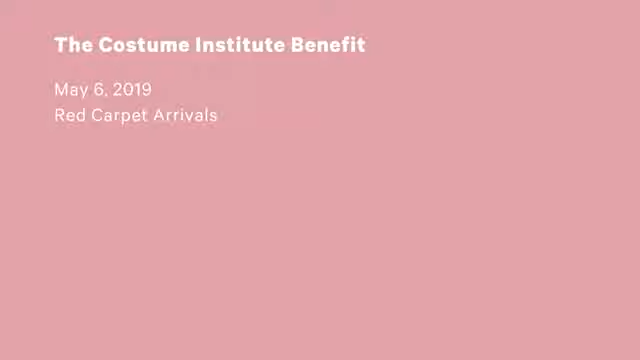 The Costume Institute Benefit
May 6, 2019
Red Carpet Arrivals